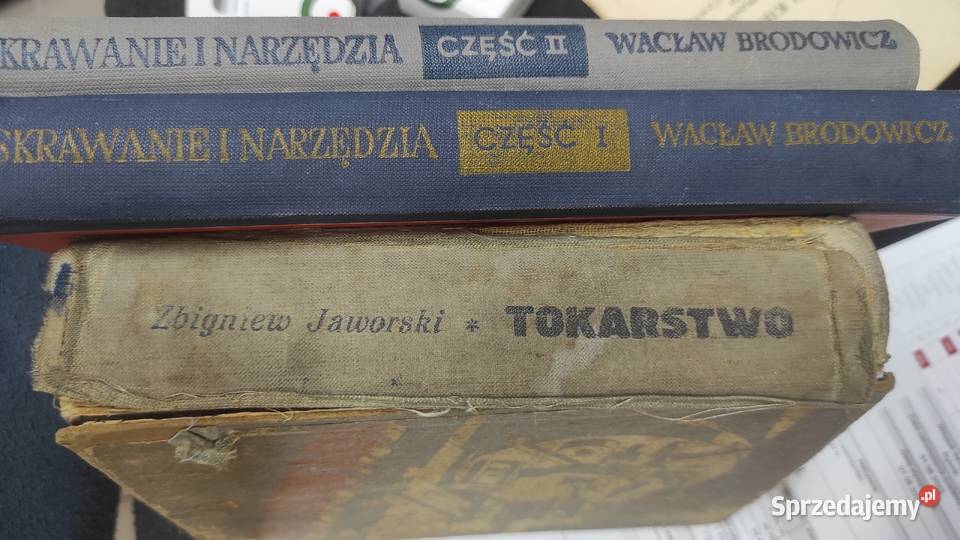 SKRAWANIE I NARZĘDZIA CZĘŚĆ II WACŁAW BRODOWICZ
SKRAWANIE I NARZĘDZIA CZĘŚĆ I WACŁAW BRODOWICZ
Zbigniew Jaworski * TOKARSTWO
Sprzedajemy.pl